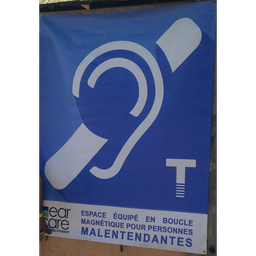 T
ear
care
ESPACE ÉQUIPÉ EN BOUCLE
MAGNÉTIQUE POUR PERSONNES
MALENTENDANTES